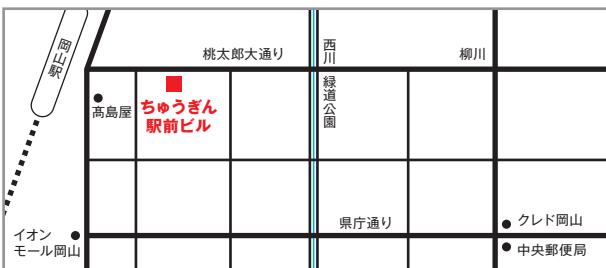 岡山駅
桃太郎大通り
西川
緑道公園
柳川
髙島屋
ちゅうぎん
駅前ビル
県庁通り
イオン
モール岡山
クレド岡山
中央郵便局